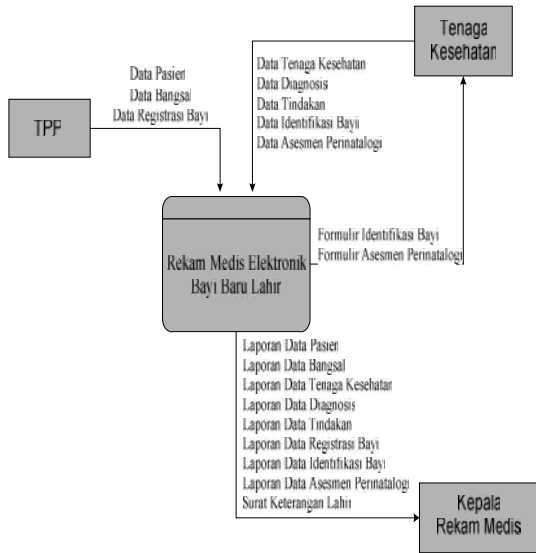 Tenaga
Kesehatan
Data Pasien
Data Bangsal
Data Registrasi Bayi
Data Tenaga Kesehatan
Data Diagnosis
Data Tindakan
Data Identifikasi Bayii
Data Asesmen Perinatalogi
TPP
Rekam Medis Elektronik
Bayi Baru Lahir
Formulir Identifikasi Bayi
Formulir Asesmen Perinatalogi
Laporan Data Pasien
Laporan Data Bangsal
Laporan Data Tenaga Kesehatan
Laporan Data Diagnosis
Laporan Data Tindakan
Laporan Data Registrasi Bayi
Laporan Data Identifikasi Bayi
Laporan Data Asesmen Perinatalogi
Surat Keterangan Lahir
Kepala
Rekam Medis